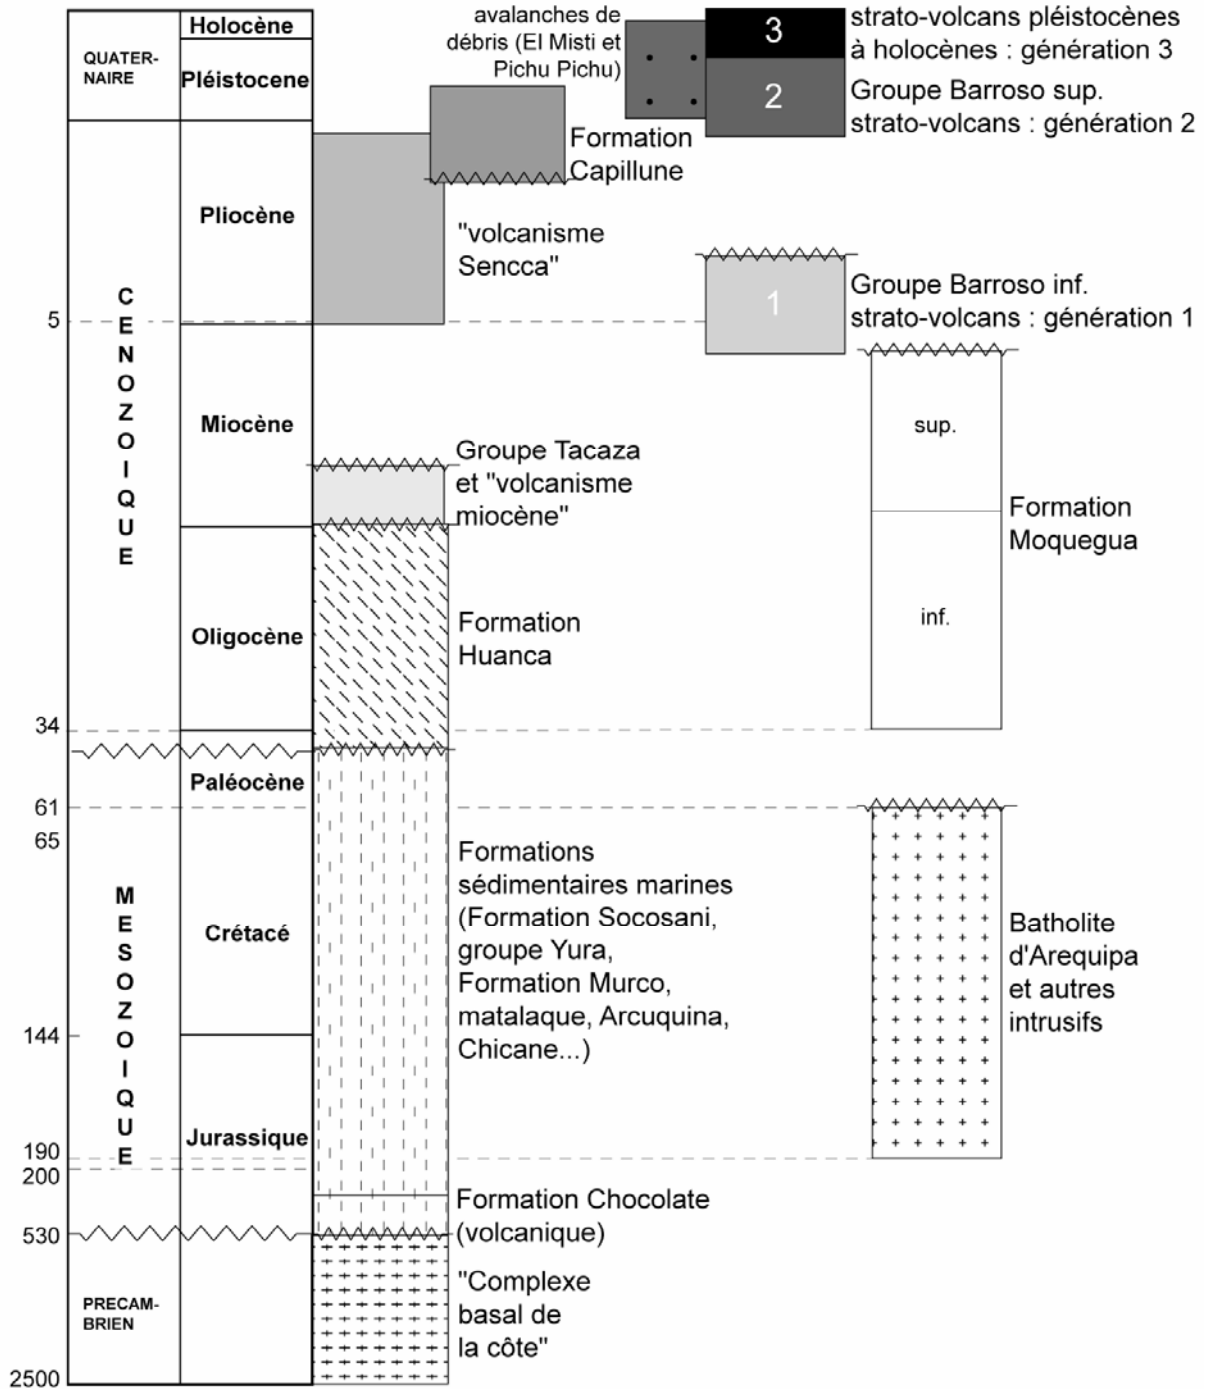 Holocène
QUATER-
NAIRE
Pléistocene
avalanches de
débris (El Misti et
Pichu Pichu)
3
strato-volcans pléistocènes
à holocènes : génération 3
2
Groupe Barroso sup.
strato-volcans : génération 2
Formation
Capillune
Pliocène
"volcanisme
Sencca"
1
Groupe Barroso inf.
strato-volcans : génération 1
5
C
E
N
O
Z
O
I
Q
U
E
Miocène
Groupe Tacaza
et "volcanisme
miocène"
sup.
Formation
Moquegua
inf.
Oligocène
Formation
Huanca
34
Paléocène
61
65
M
E
S
O
Z
O
I
Q
U
E
Crétacé
Formations
sédimentaires marines
(Formation Socosani,
groupe Yura,
Formation Murco,
matalaque, Arcuquina,
Chicane...)
Batholite
d'Arequipa
et autres
intrusifs
144
Jurassique
190
200
Formation Chocolate
(volcanique)
530
PRECAM-
BRIEN
"Complexe
basal de
la côte"
2500